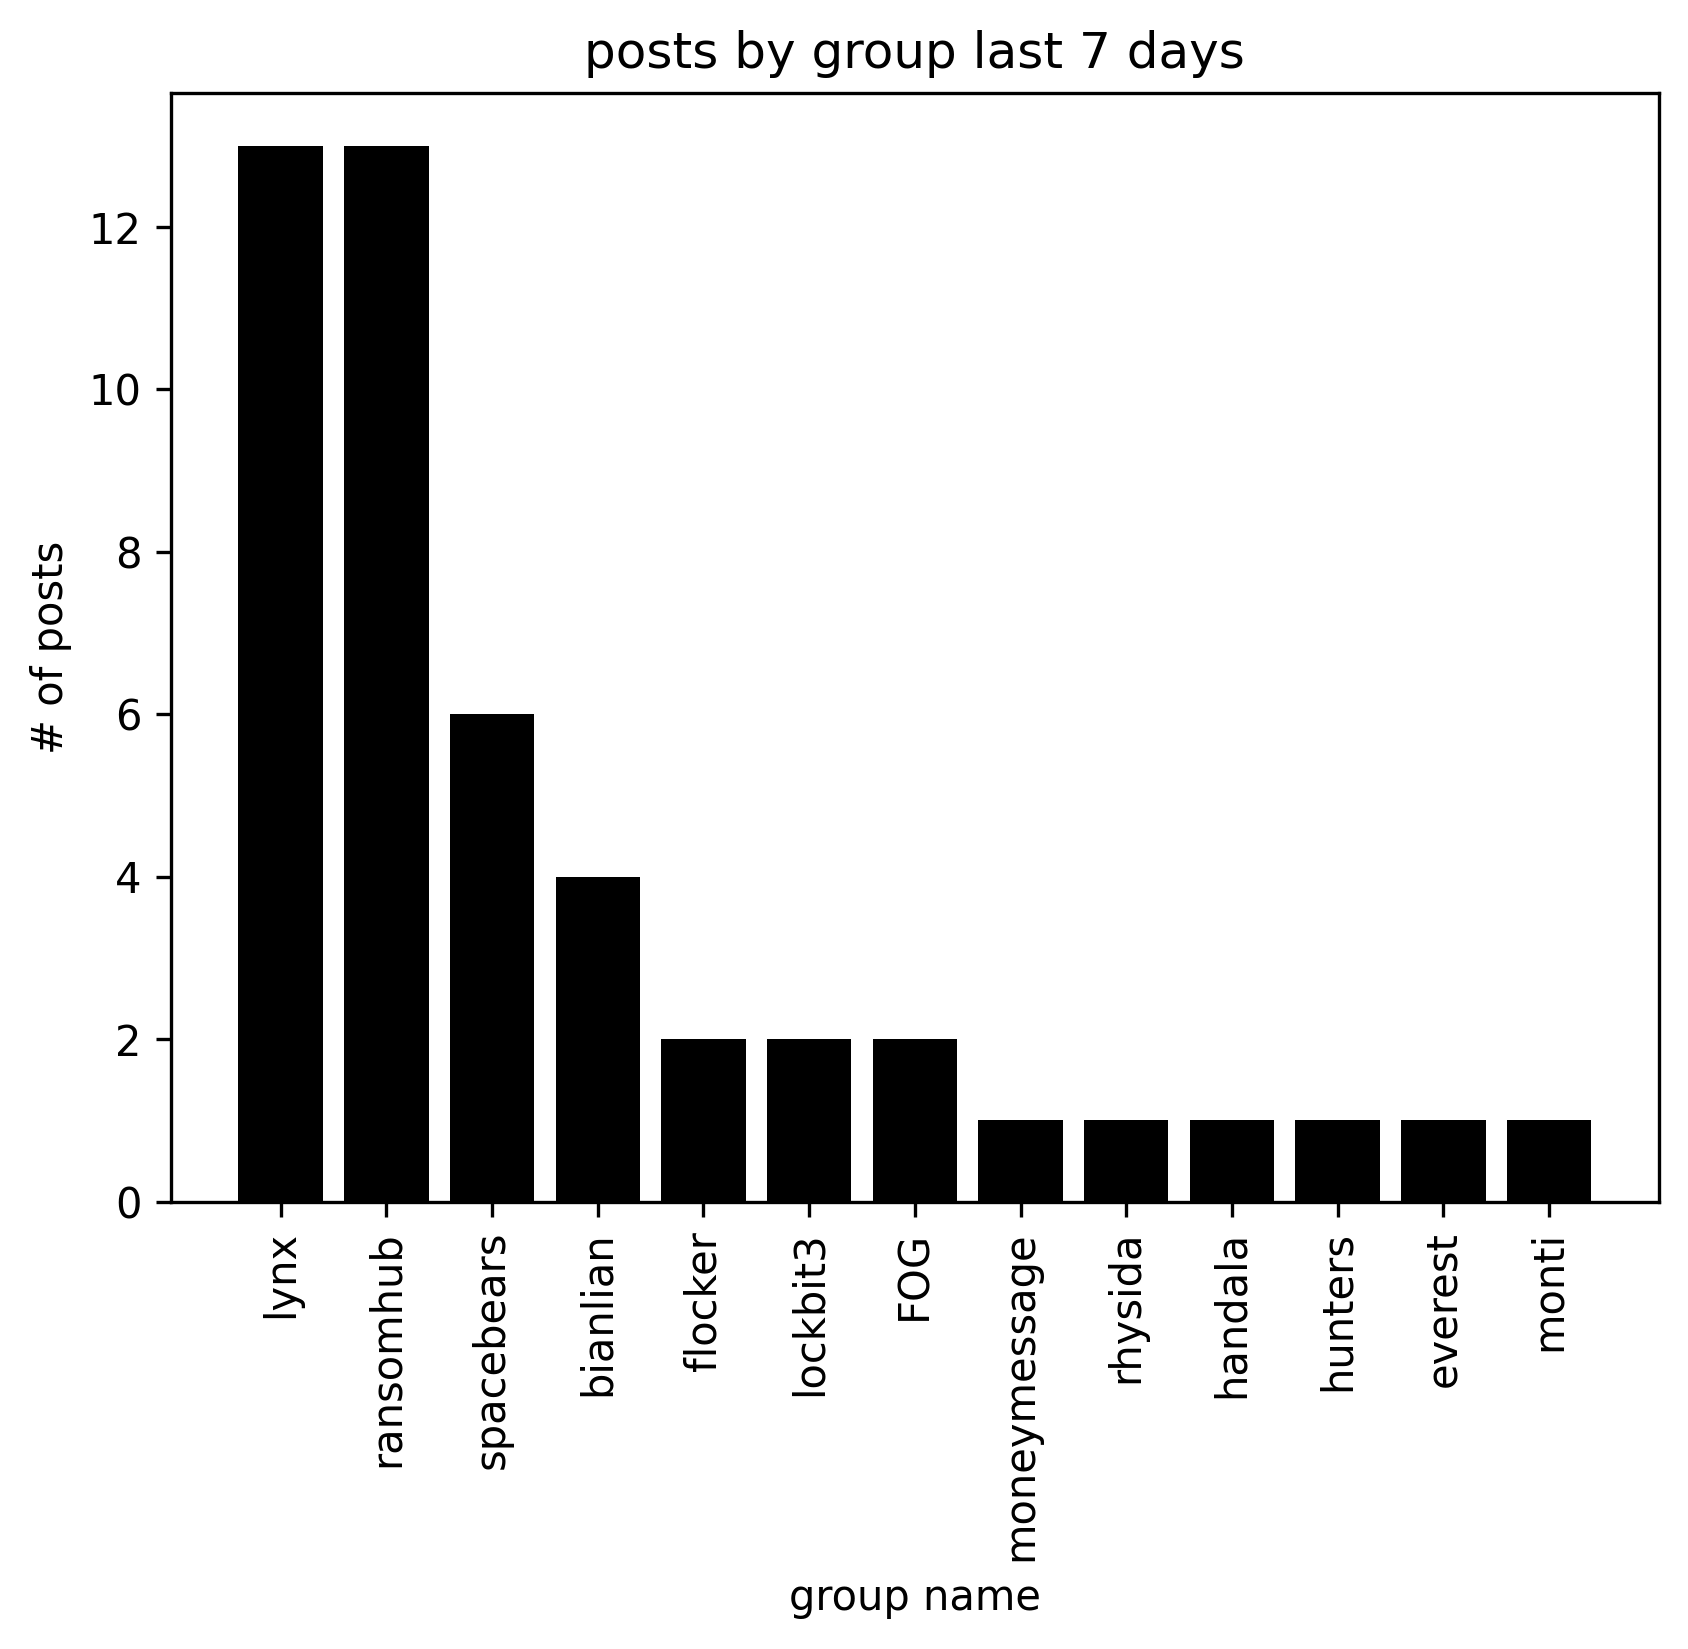 posts by group last 7 days
# of posts
12
10
8
6
4
2
0
lynx
ransomhub
spacebears
bianlian
flocker
lockbit3
FOG
moneymessage
rhysida
handala
hunters
everest
monti
group name